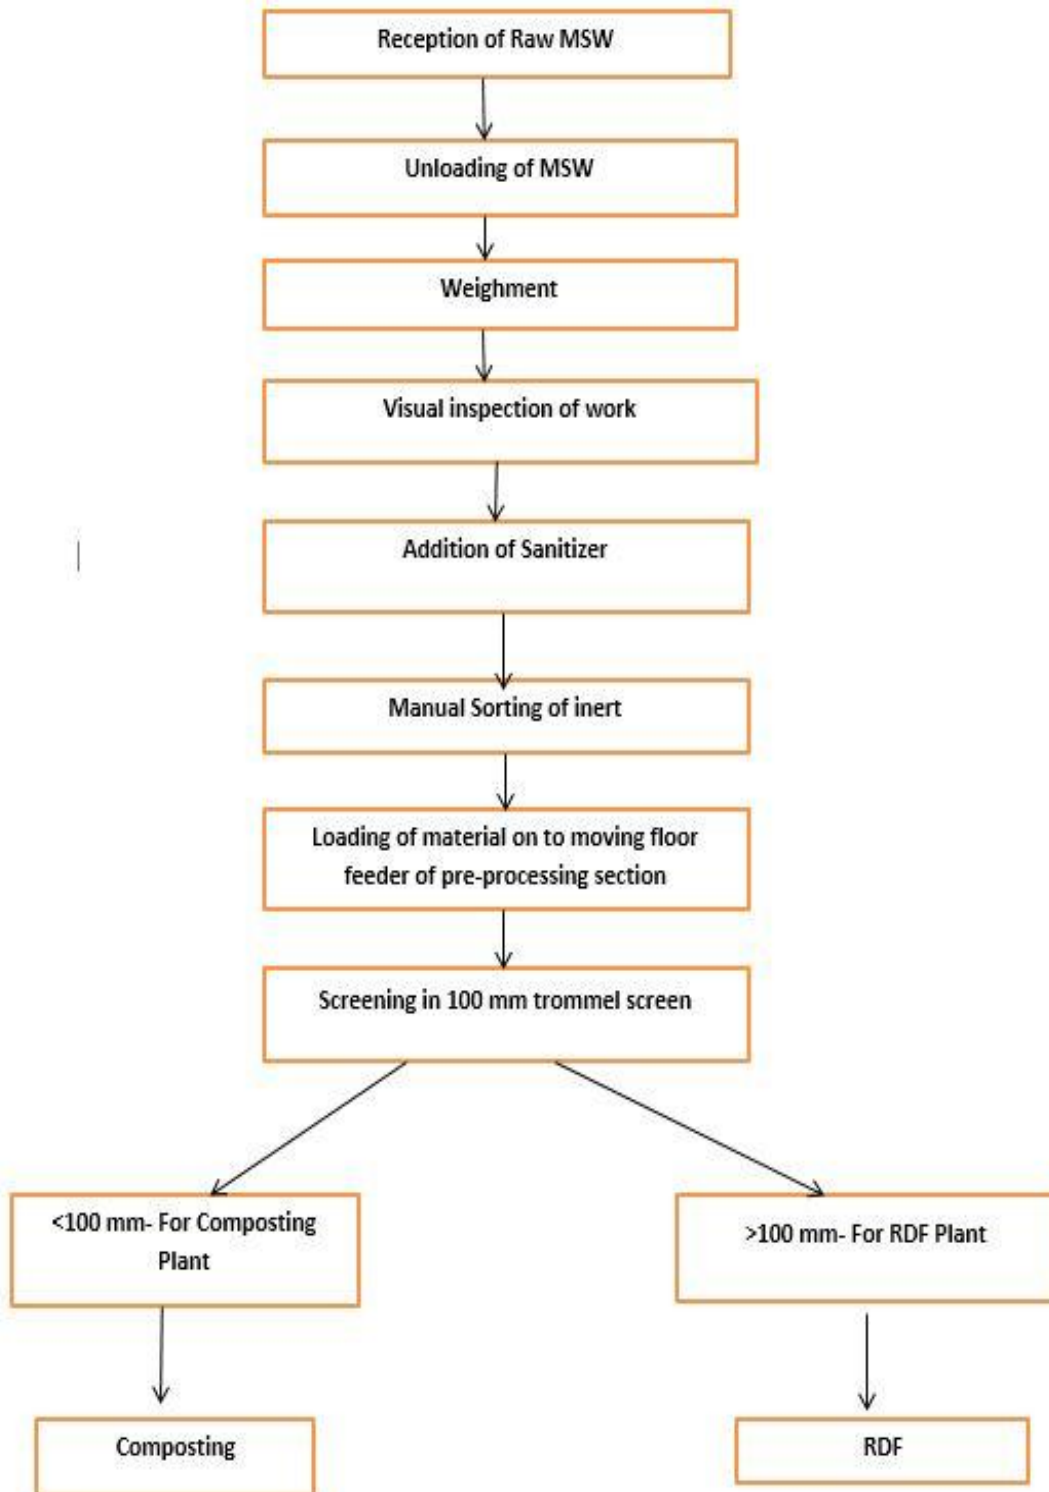 Reception of Raw MSW
Unloading of MSW
Weighment
Visual inspection of work
Addition of Sanitizer
Manual Sorting of inert
Loading of material on to moving floor
feeder of pre-processing section
Screening in 100 mm trommel screen
<100 mm- For Composting
Plant
>100 mm- For RDF Plant
Composting
RDF